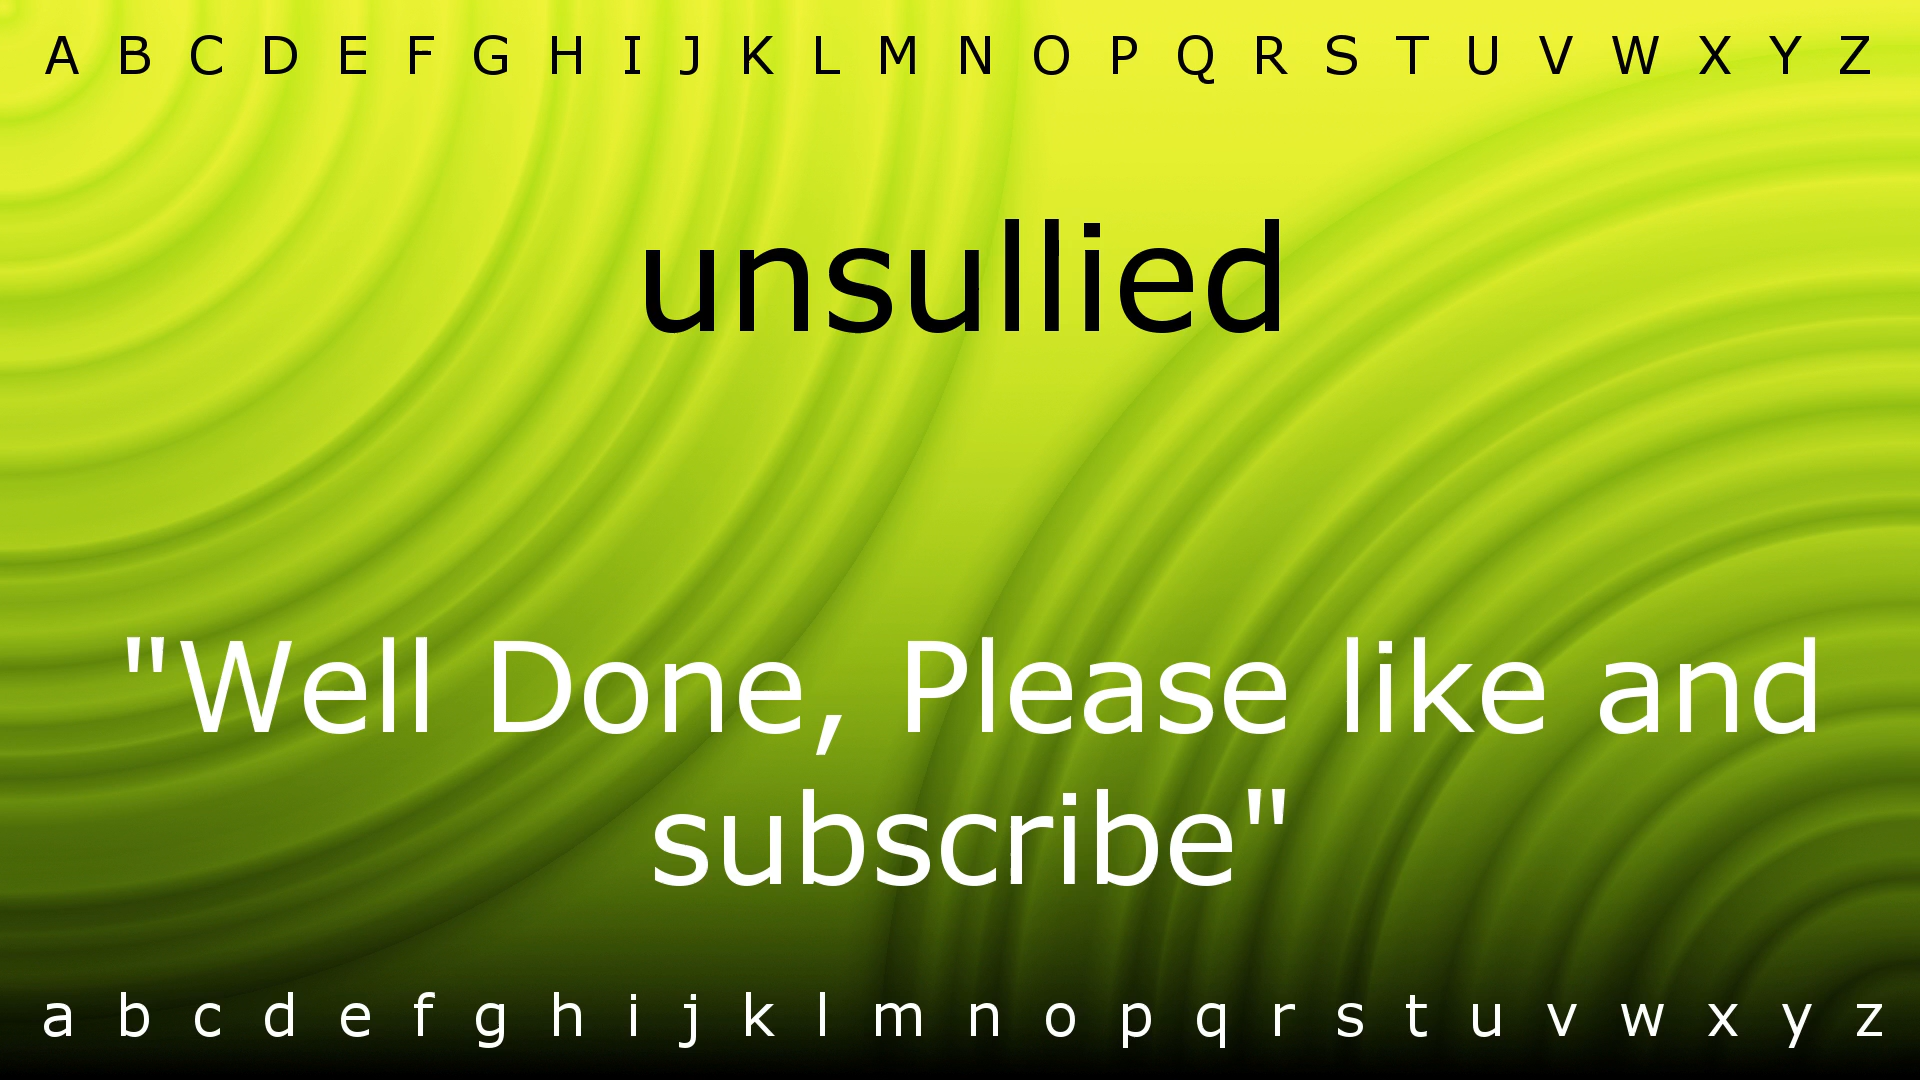 A B C D E F G H I J K L M N O P Q R S T U V W X Y Z
unsullied
"Well Done, Please like and
subscribe"
a b c d e f g h i j k l m n o p q r s t u v w x y z